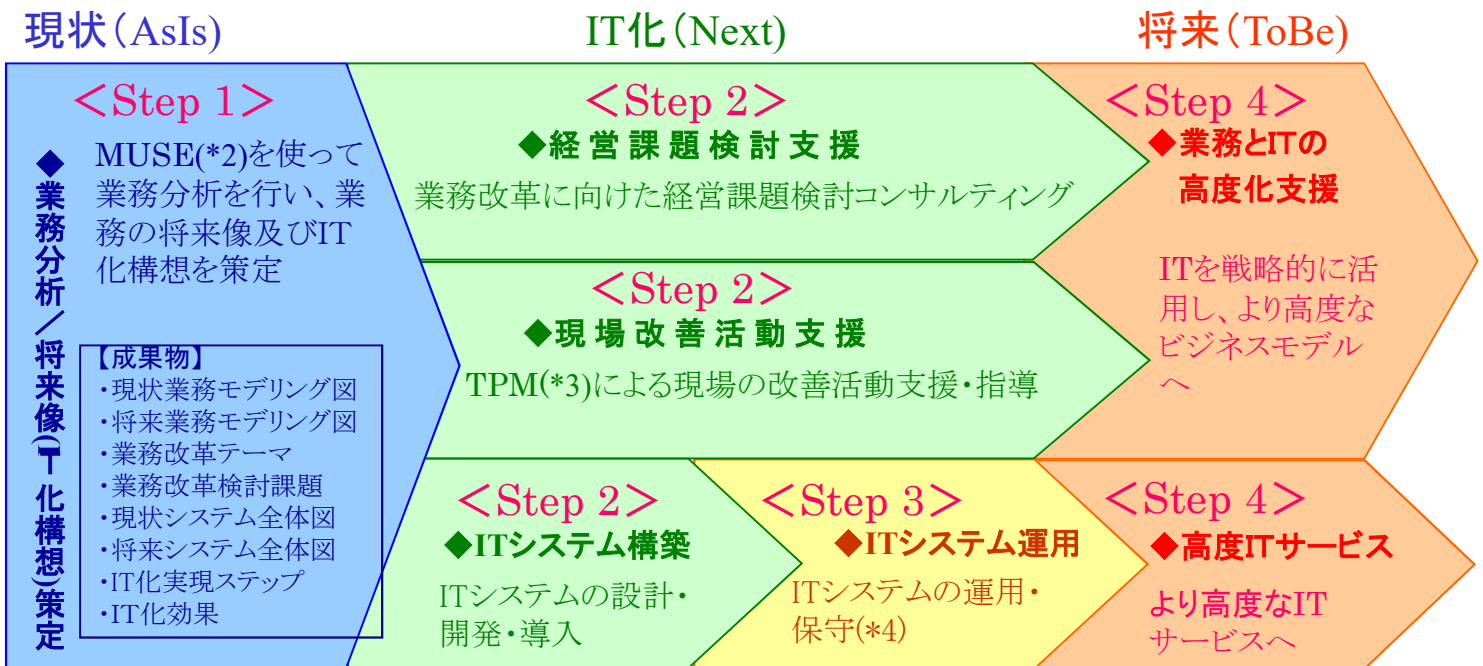 現状（AsIs)
IT化（Next)
将来（ToBe)
＜Step 1＞
◆業務分析／将来像(IT化構想)策定
MUSE(*2)を使って
業務分析を行い、業
務の将来像及びIT
化構想を策定
【成果物】
・現状業務モデリング図
・将来業務モデリング図
・業務改革テーマ
・業務改革検討課題
・現状システム全体図
・将来システム全体図
・IT化実現ステップ
・IT化効果
＜Step 2＞
◆経営課題検討支援
業務改革に向けた経営課題検討コンサルティング
＜Step 2＞
◆現場改善活動支援
TPM(*3)による現場の改善活動支援・指導
＜Step 2＞
◆ITシステム構築
ITシステムの設計・
開発・導入
＜Step 3＞
◆ITシステム運用
ITシステムの運用・
保守(*4)
＜Step 4＞
◆業務とITの
高度化支援
ITを戦略的に活
用し、より高度な
ビジネスモデル
へ
＜Step 4＞
◆高度ITサービス
より高度なIT
サービスへ